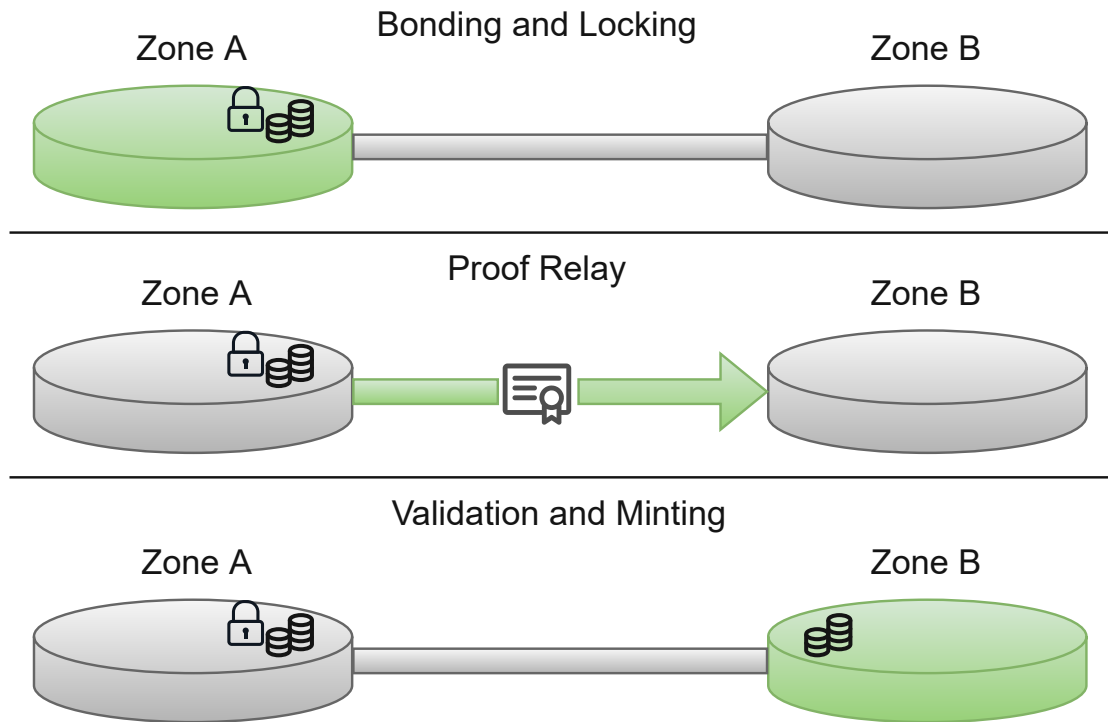 Bonding and Locking
Zone A
Zone B
Proof Relay
Zone A
Zone B
Validation and Minting
Zone A
Zone B